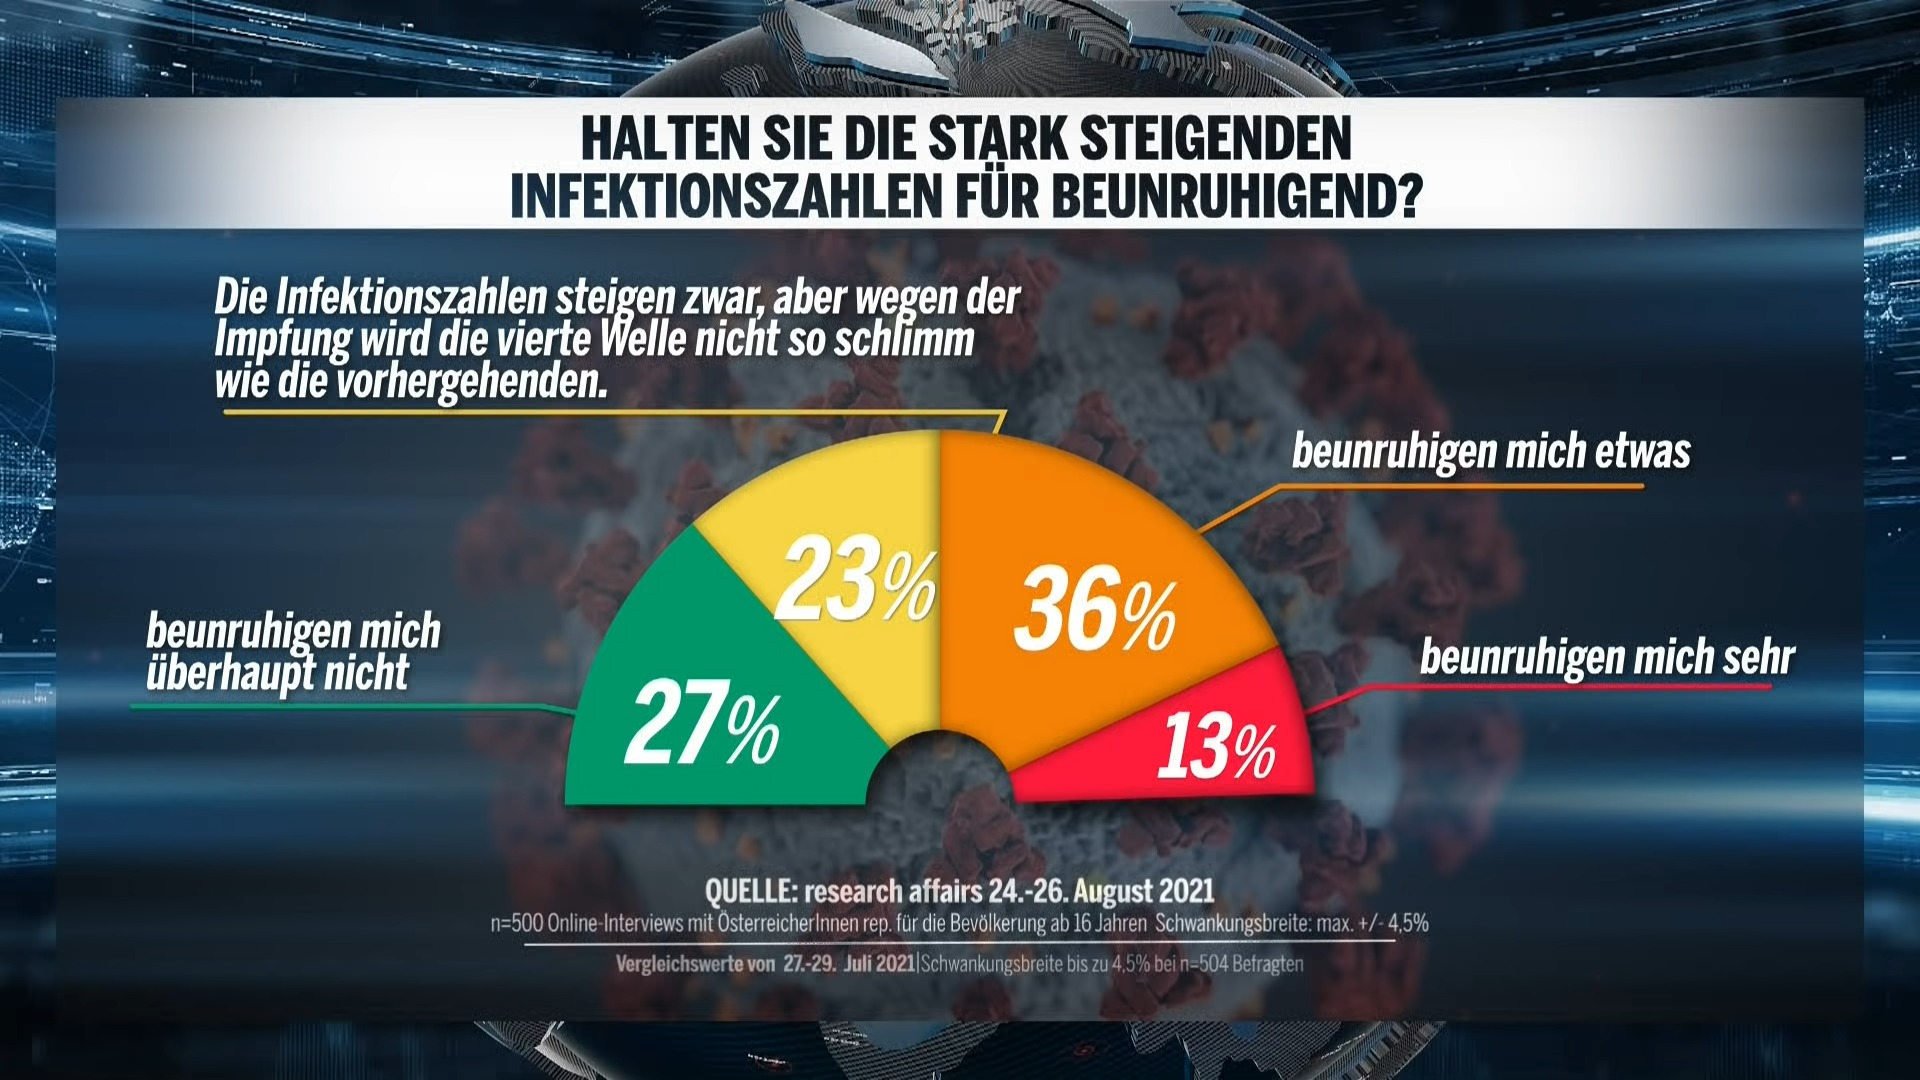 HALTEN SIE DIE STARK STEIGENDEN
INFEKTIONSZAHLEN FÜR BEUNRUHIGEND?
Die Infektionszahlen steigen zwar, aber wegen der
Impfung wird die vierte Welle nicht so schlimm
wie die vorhergehenden.
beunruhigen mich etwas
beunruhigen mich
überhaupt nicht
beunruhigen mich sehr
23%
36%
27%
13%
QUELLE: research affairs 24.-26. August 2021
n=500 Online-Interviews mit ÖsterreicherInnen rep. für die Bevölkerung ab 16 Jahren Schwankungsbreite: max. +/- 4,5%
Vergleichswerte von 27.-29. Juli 2021|Schwankungsbreite bis zu 4,5% bei n=504 Befragten